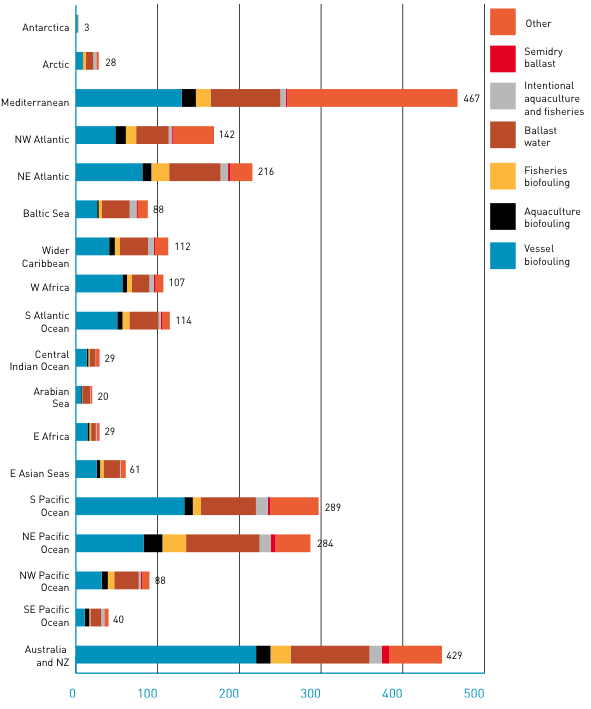 Antarctica
3
Arctic
28
Mediterranean
467
NW Atlantic
142
NE Atlantic
216
Baltic Sea
88
Wider
Caribbean
112
W Africa
107
S Atlantic
Ocean
114
Central
Indian Ocean
29
Arabian
Sea
20
E Africa
29
E Asian Seas
61
S Pacific
Ocean
289
NE Pacific
Ocean
284
NW Pacific
Ocean
88
SE Pacific
Ocean
40
Australia
and NZ
429
0 100 200 300 400 500
Other
Semidry
ballast
Intentional
aquaculture
and fisheries
Ballast
water
Fisheries
biofouling
Aquaculture
biofouling
Vessel
biofouling